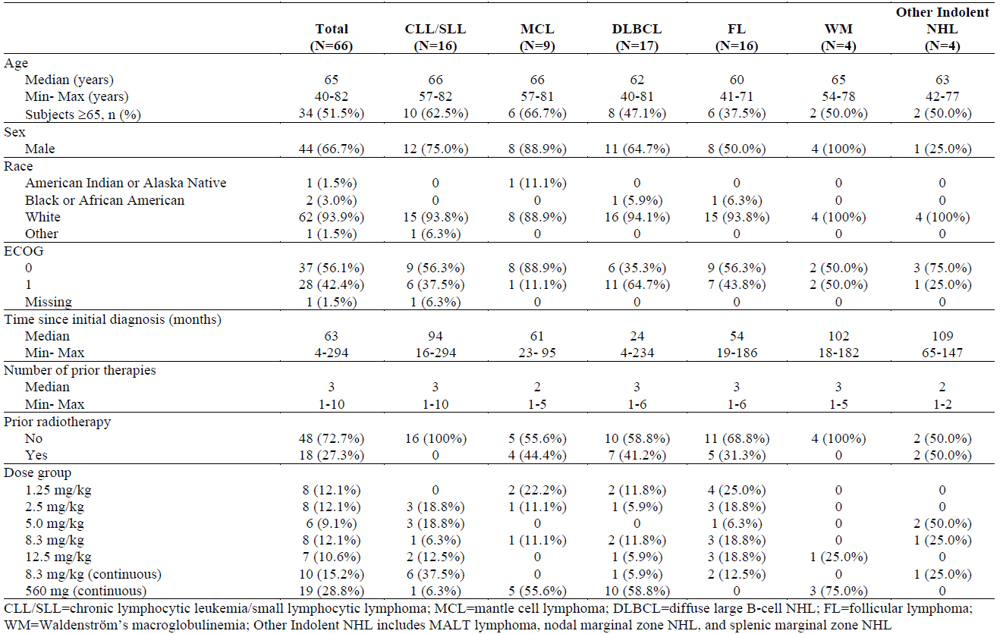 Other Indolent
Total CLL/SLL MCL DLBCL FL WM NHL
(N=66) (N=16) (N=9) (N=17) (N=16) (N=4) (N=4)
Age
Median (years) 65 66 66 62 60 65 63
Min- Max (years) 40-82 57-82 57-81 40-81 41-71 54-78 42-77
Subjects ≥65, n (%) 34 (51.5%) 10 (62.5%) 6 (66.7%) 8 (47.1%) 6 (37.5%) 2 (50.0%) 2 (50.0%)
Sex
Male 44 (66.7%) 12 (75.0%) 8 (88.9%) 11 (64.7%) 8 (50.0%) 4 (100%) 1 (25.0%)
Race
American Indian or Alaska Native 1 (1.5%) 0 1 (11.1%) 0 0 0 0
Black or African American 2 (3.0%) 0 0 1 (5.9%) 1 (6.3%) 0 0
White 62 (93.9%) 15 (93.8%) 8 (88.9%) 16 (94.1%) 15 (93.8%) 4 (100%) 4 (100%)
Other 1 (1.5%) 1 (6.3%) 0 0 0 0 0
ECOG
0 37 (56.1%) 9 (56.3%) 8 (88.9%) 6 (35.3%) 9 (56.3%) 2 (50.0%) 3 (75.0%)
1 28 (42.4%) 6 (37.5%) 1 (11.1%) 11 (64.7%) 7 (43.8%) 2 (50.0%) 1 (25.0%)
Missing 1 (1.5%) 1 (6.3%) 0 0 0 0 0
Time since initial diagnosis (months)
Median 63 94 61 24 54 102 109
Min- Max 4-294 16-294 23- 95 4-234 19-186 18-182 65-147
Number of prior therapies
Median 3 3 2 3 3 3 2
Min- Max 1-10 1-10 1-5 1-6 1-6 1-5 1-2
Prior radiotherapy
No 48 (72.7%) 16 (100%) 5 (55.6%) 10 (58.8%) 11 (68.8%) 4 (100%) 2 (50.0%)
Yes 18 (27.3%) 0 4 (44.4%) 7 (41.2%) 5 (31.3%) 0 2 (50.0%)
Dose group
1.25 mg/kg 8 (12.1%) 0 2 (22.2%) 2 (11.8%) 4 (25.0%) 0 0
2.5 mg/kg 8 (12.1%) 3 (18.8%) 1 (11.1%) 1 (5.9%) 3 (18.8%) 0 0
5.0 mg/kg 6 (9.1%) 3 (18.8%) 0 0 1 (6.3%) 0 2 (50.0%)
8.3 mg/kg 8 (12.1%) 1 (6.3%) 1 (11.1%) 2 (11.8%) 3 (18.8%) 0 1 (25.0%)
12.5 mg/kg 7 (10.6%) 2 (12.5%) 0 1 (5.9%) 3 (18.8%) 1 (25.0%) 0
8.3 mg/kg (continuous) 10 (15.2%) 6 (37.5%) 0 1 (5.9%) 2 (12.5%) 0 1 (25.0%)
560 mg (continuous) 19 (28.8%) 1 (6.3%) 5 (55.6%) 10 (58.8%) 0 3 (75.0%) 0
CLL/SLL=chronic lymphocytic leukemia/small lymphocytic lymphoma; MCL=mantle cell lymphoma; DLBCL=diffuse large B-cell NHL; FL=follicular lymphoma;
WM=Waldenström's macroglobulinemia; Other Indolent NHL includes MALT lymphoma, nodal marginal zone NHL, and splenic marginal zone NHL